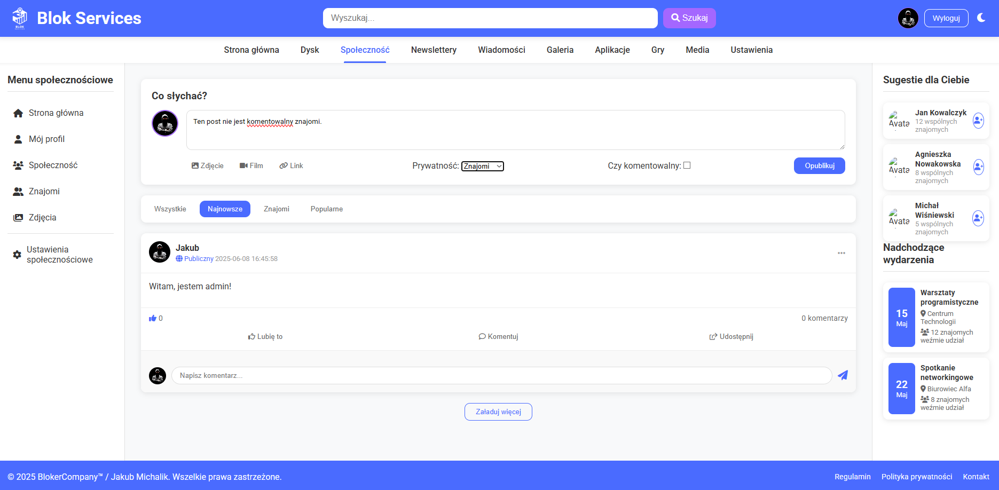 BLOK
SERVICES
Blok Services
Wyszukaj...
Szukaj
Wyloguj
Strona główna
Dysk
Społeczność
Newslettery
Wiadomości
Galeria
Aplikacje
Gry
Media
Ustawienia
Menu społecznościowe
Strona główna
Mój profil
Społeczność
Znajomi
Zdjęcia
Ustawienia
społecznościowe
Co słychać?
Ten post nie jest komentowalny znajomi.
Zdjęcie
Film
Link
Prywatność: Znajomi
Czy komentowalny:
Opublikuj
Wszystkie
Najnowsze
Znajomi
Popularne
Jakub
Publiczny 2025-06-08 16:45:58
Witam, jestem admin!
0
0 komentarzy
Lubię to
Komentuj
Udostępnij
Napisz komentarz...
Załaduj więcej
Sugestie dla Ciebie
Avata
Jan Kowalczyk
12 wspólnych
znajomych
Avata
Agnieszka
Nowakowska
8 wspólnych
znajomych
Avata
Michał
Wiśniewski
5 wspólnych
znajomych
Nadchodzące
wydarzenia
15
Maj
Warsztaty
programistyczne
Centrum
Technologii
12 znajomych
weźmie udział
22
Maj
Spotkanie
networkingowe
Biurowiec Alfa
8 znajomych
weźmie udział
© 2025 BlokerCompany™ / Jakub Michalik. Wszelkie prawa zastrzeżone.
Regulamin
Polityka prywatności
Kontakt